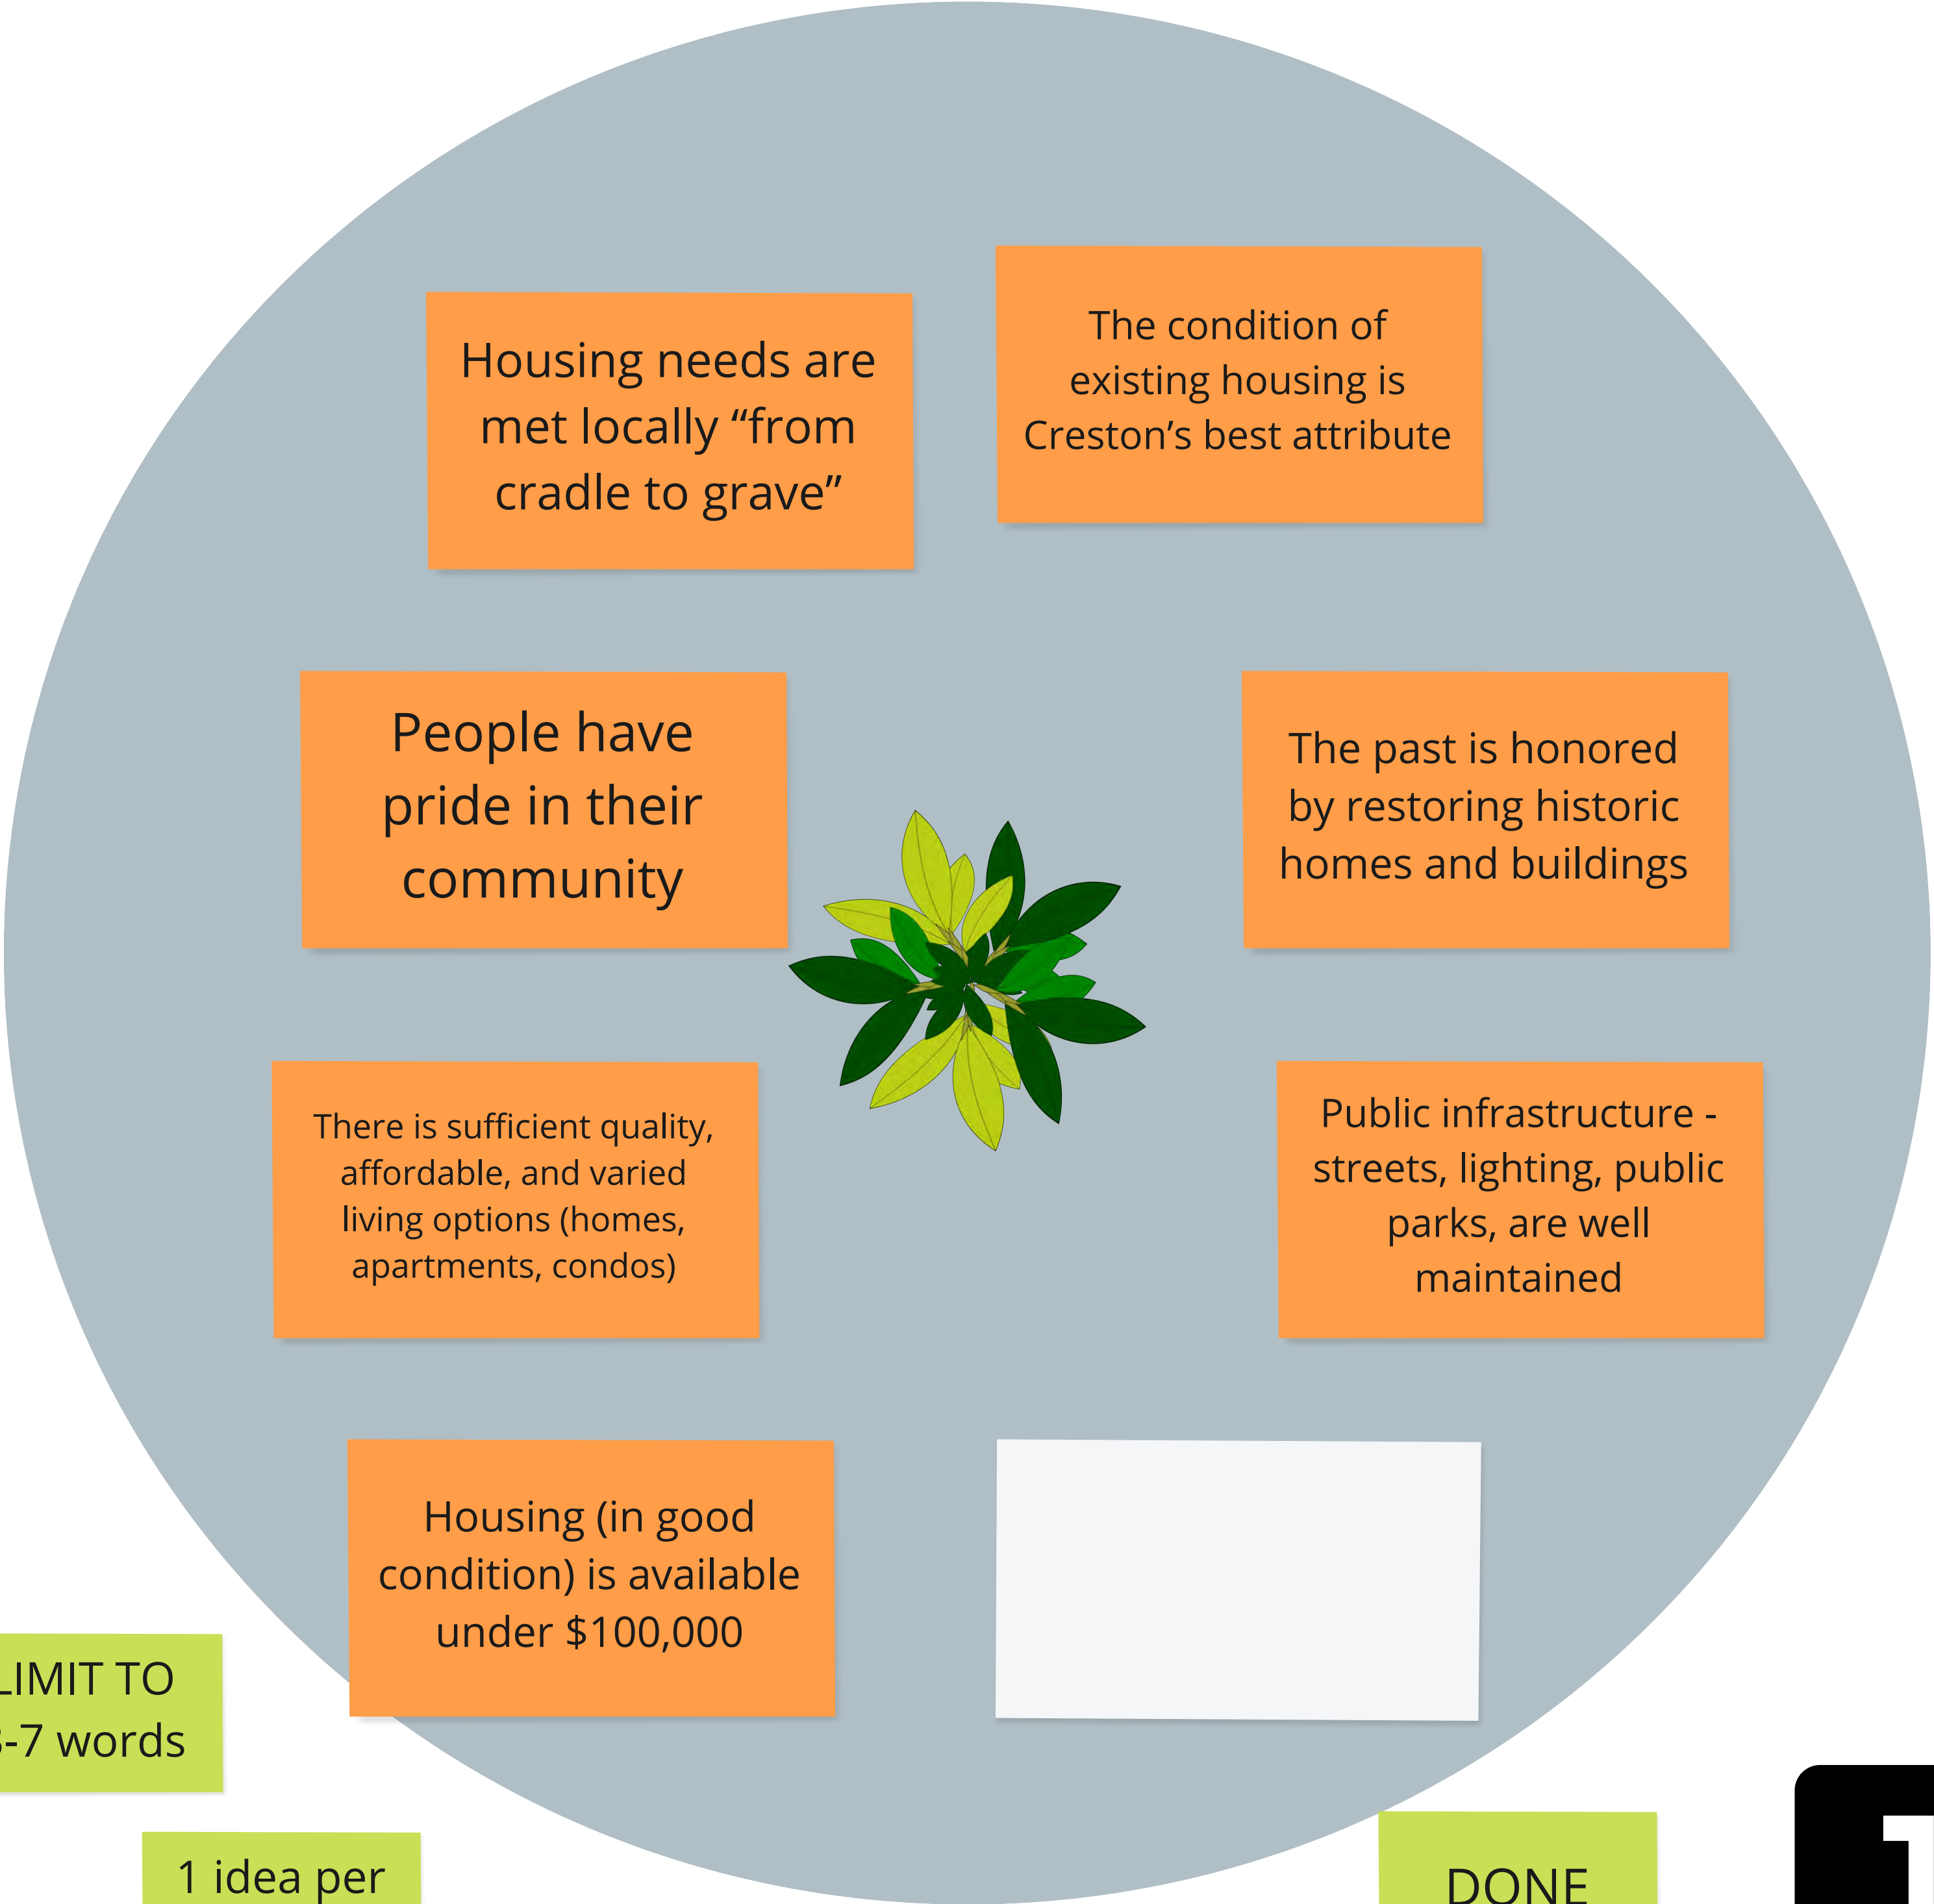 Housing needs are
met locally “from
cradle to grave”
The condition of
existing housing is
Creston’s best attribute
People have
pride in their
community
The past is honored
by restoring historic
homes and buildings
There is sufficient quality,
affordable, and varied
living options (homes,
apartments, condos)
Public infrastructure -
streets, lighting, public
parks, are well
maintained
Housing (in good
condition) is available
under $100,000
LIMIT TO
-7 words
1 idea per
DONE